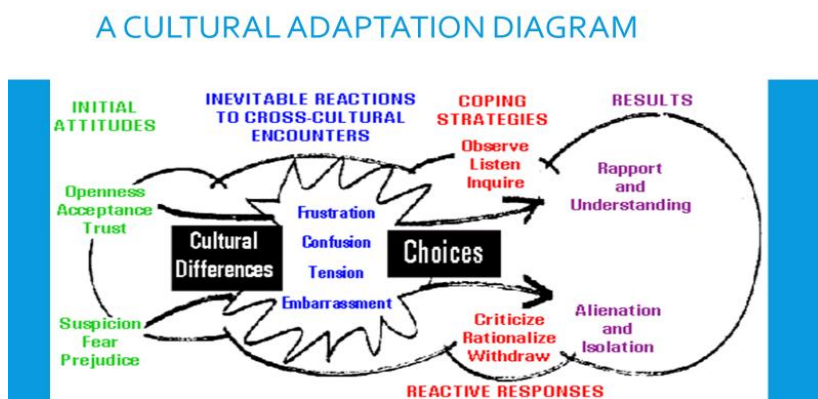 A CULTURAL ADAPTATION DIAGRAM
INITIAL
ATTITUDES
INEVITABLE REACTIONS
TO CROSS-CULTURAL
ENCOUNTERS
COPING
STRATEGIES
RESULTS
Observe
Listen
Inquire
Openness
Acceptance
Trust
Rapport
and
Understanding
Cultural
Differences
Frustration
Confusion
Tension
Embarrassment
Choices
Suspicion
Fear
Prejudice
Criticize
Rationalize
Withdraw
Alienation
and
Isolation
REACTIVE RESPONSES